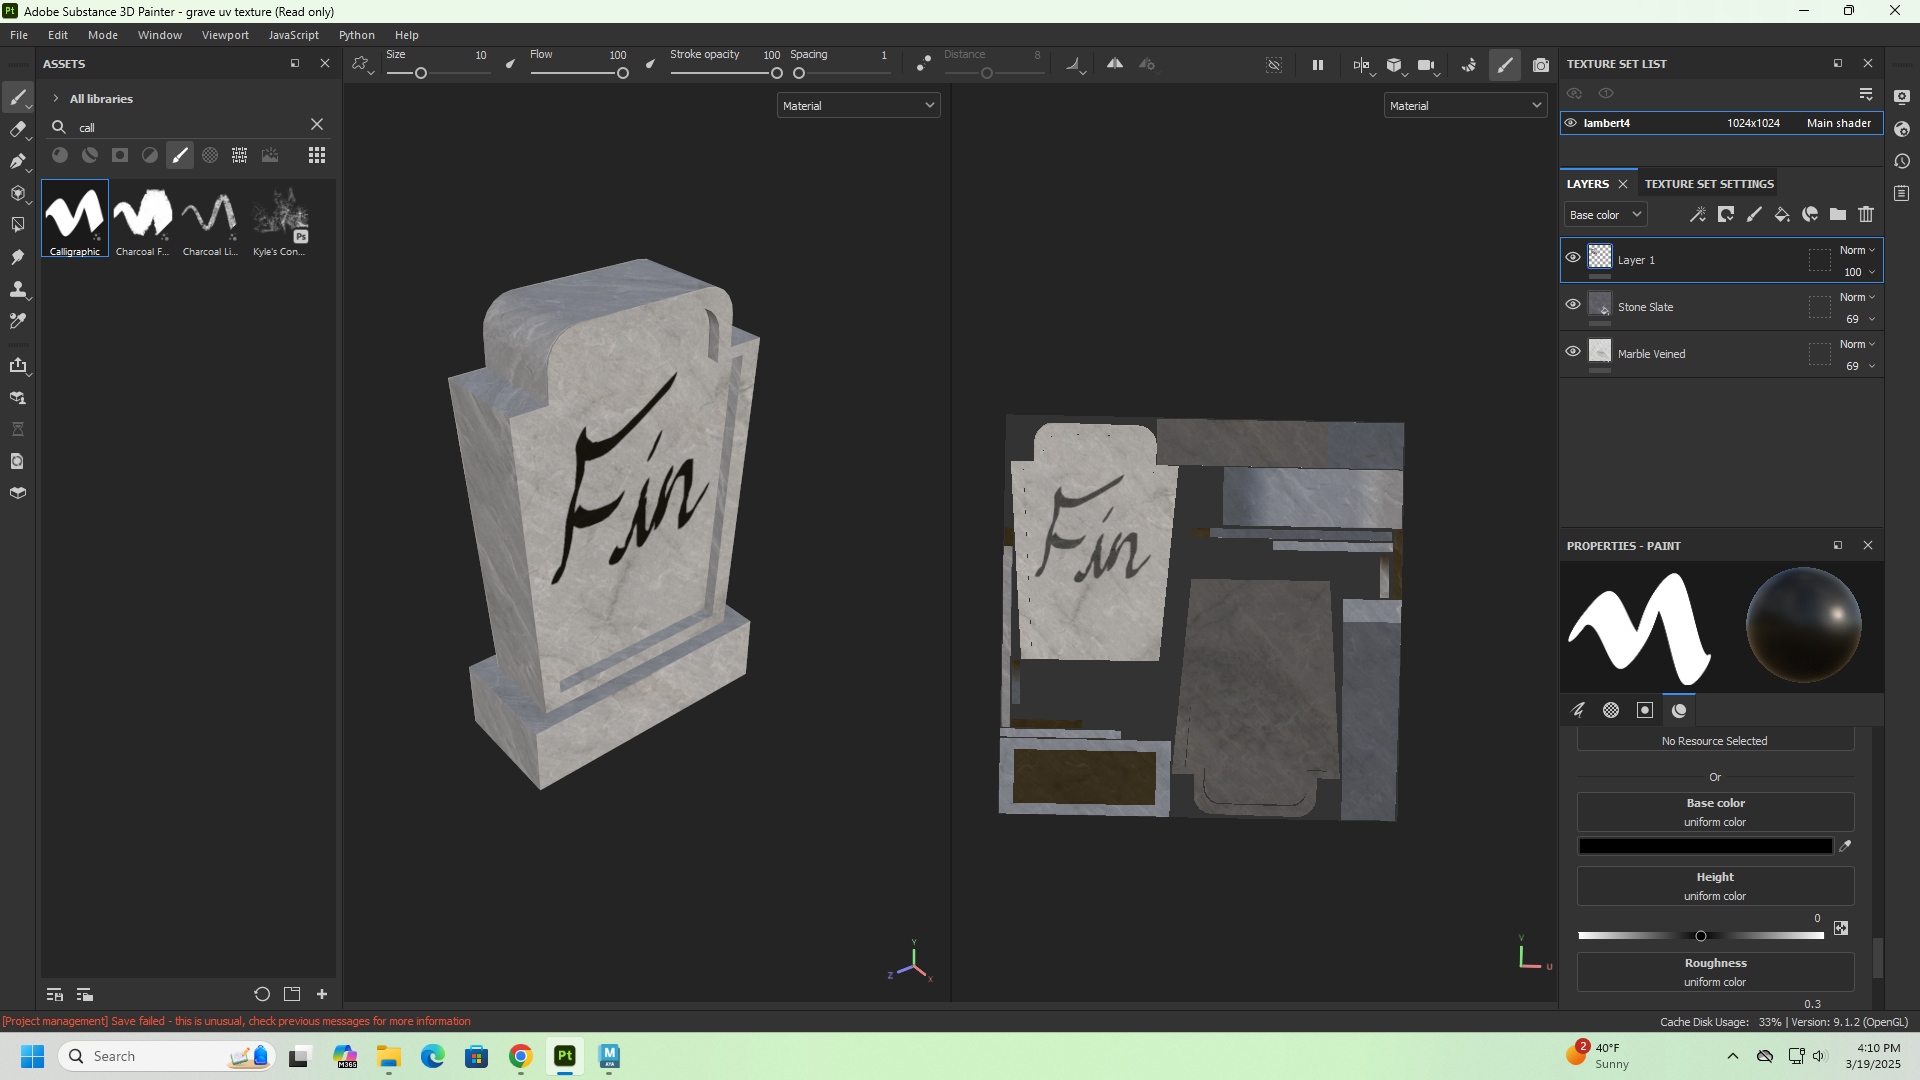 Pt Adobe Substance 3D Painter - grave uv texture (Read only)
File Edit Mode Window Viewport JavaScript Python Help
ASSETS
All libraries
call
Calligraphic Charcoal F... Charcoal Li... Kyle's Con...
Ps
Size 10 Flow 100 Stroke opacity 100 Spacing 1 Distance 8
Material
Material
Fin
Fin
Y
Z
X
V
U
TEXTURE SET LIST
lambert4 1024x1024 Main shader
LAYERS TEXTURE SET SETTINGS
Base color
Layer 1 Norm
100
Stone Slate Norm
69
Marble Veined Norm
69
PROPERTIES - PAINT
No Resource Selected
Or
Base color
uniform color
Height
uniform color
0
Roughness
uniform color
0.3
[Project management] Save failed - this is unusual, check previous messages for more information
Cache Disk Usage: 33% | Version: 9.1.2 (OpenGL)
Search
M365
Pt
M
2
40°F
Sunny
4:10 PM
3/19/2025